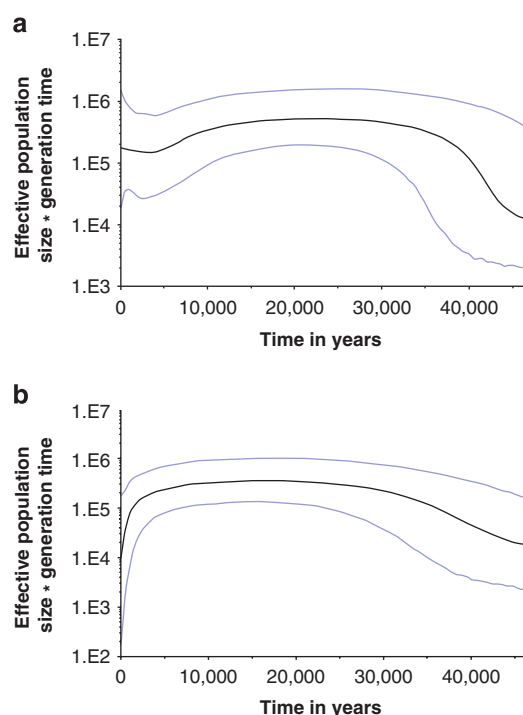 a
1.E7
1.E6
1.E5
1.E4
1.E3
Effective population
size * generation time
0 10,000 20,000 30,000 40,000
Time in years
b
1.E7
1.E6
1.E5
1.E4
1.E3
1.E2
Effective population
size * generation time
0 10,000 20,000 30,000 40,000
Time in years